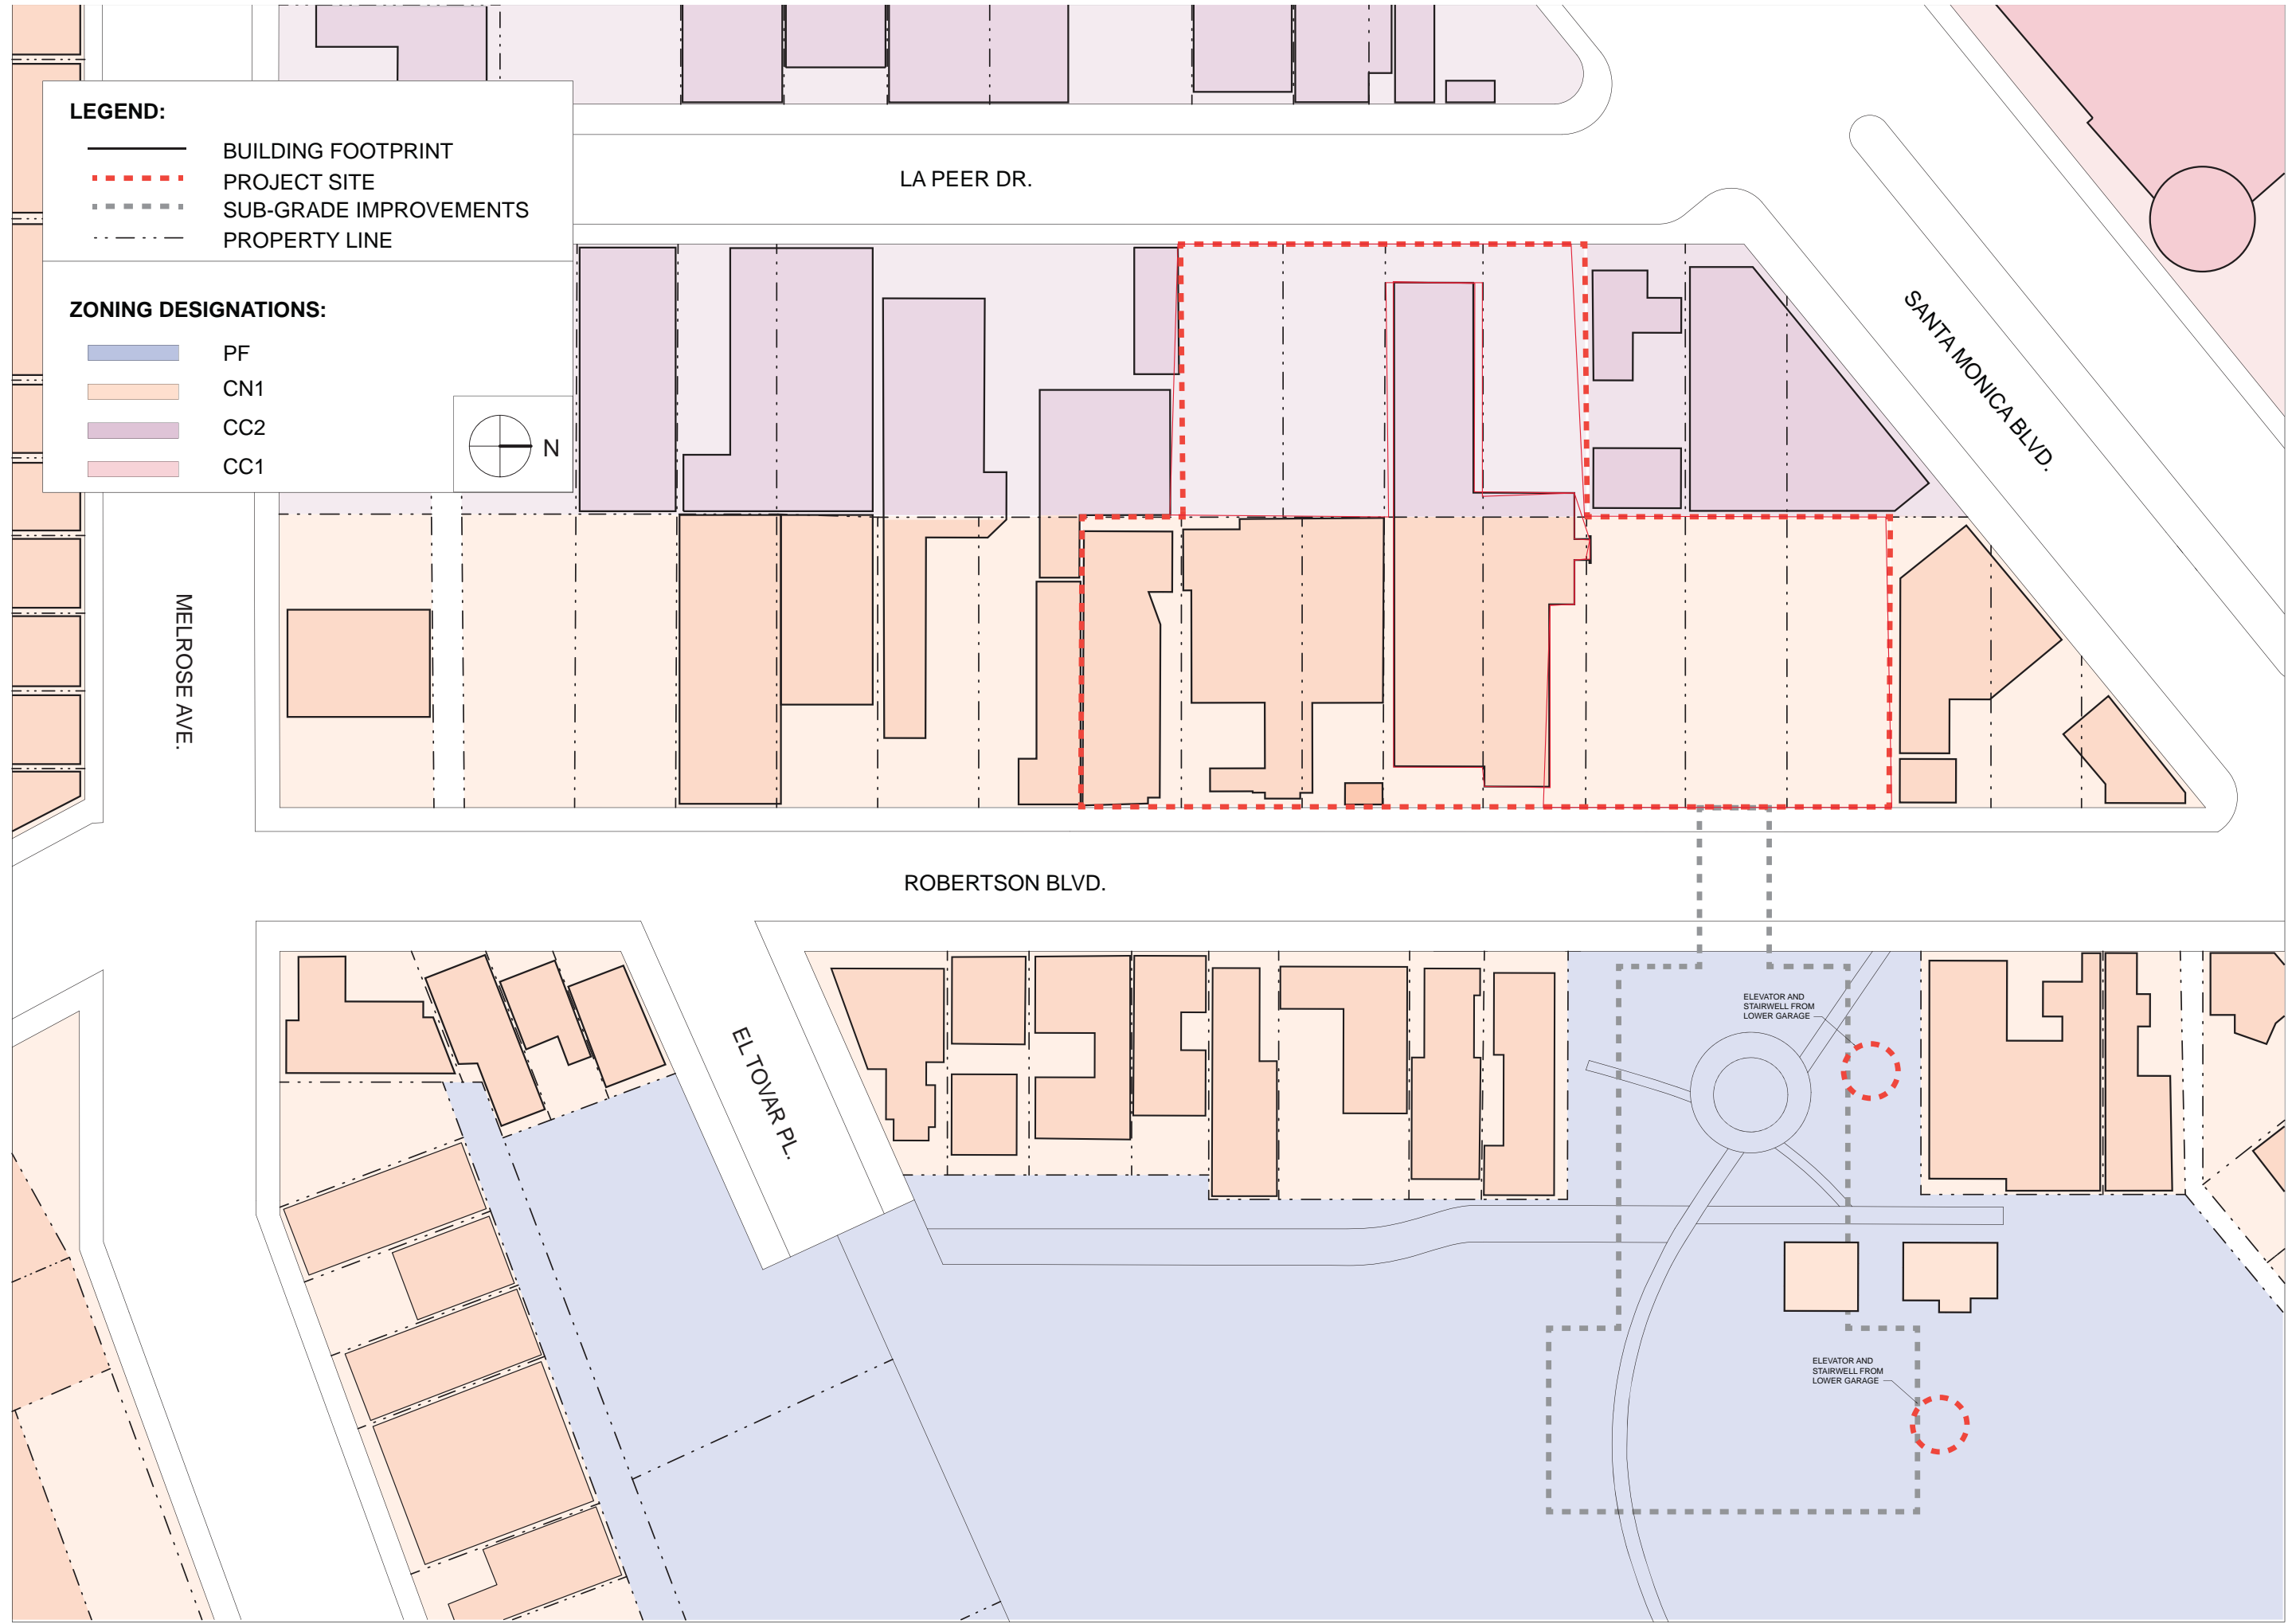 LEGEND:
BUILDING FOOTPRINT
PROJECT SITE
SUB-GRADE IMPROVEMENTS
PROPERTY LINE
ZONING DESIGNATIONS:
PF
CN1
CC2
CC1
N
LA PEER DR.
SANTA MONICA BLVD.
MELROSE AVE.
ROBERTSON BLVD.
EL TOVAR PL.
ELEVATOR AND
STAIRWELL FROM
LOWER GARAGE
ELEVATOR AND
STAIRWELL FROM
LOWER GARAGE